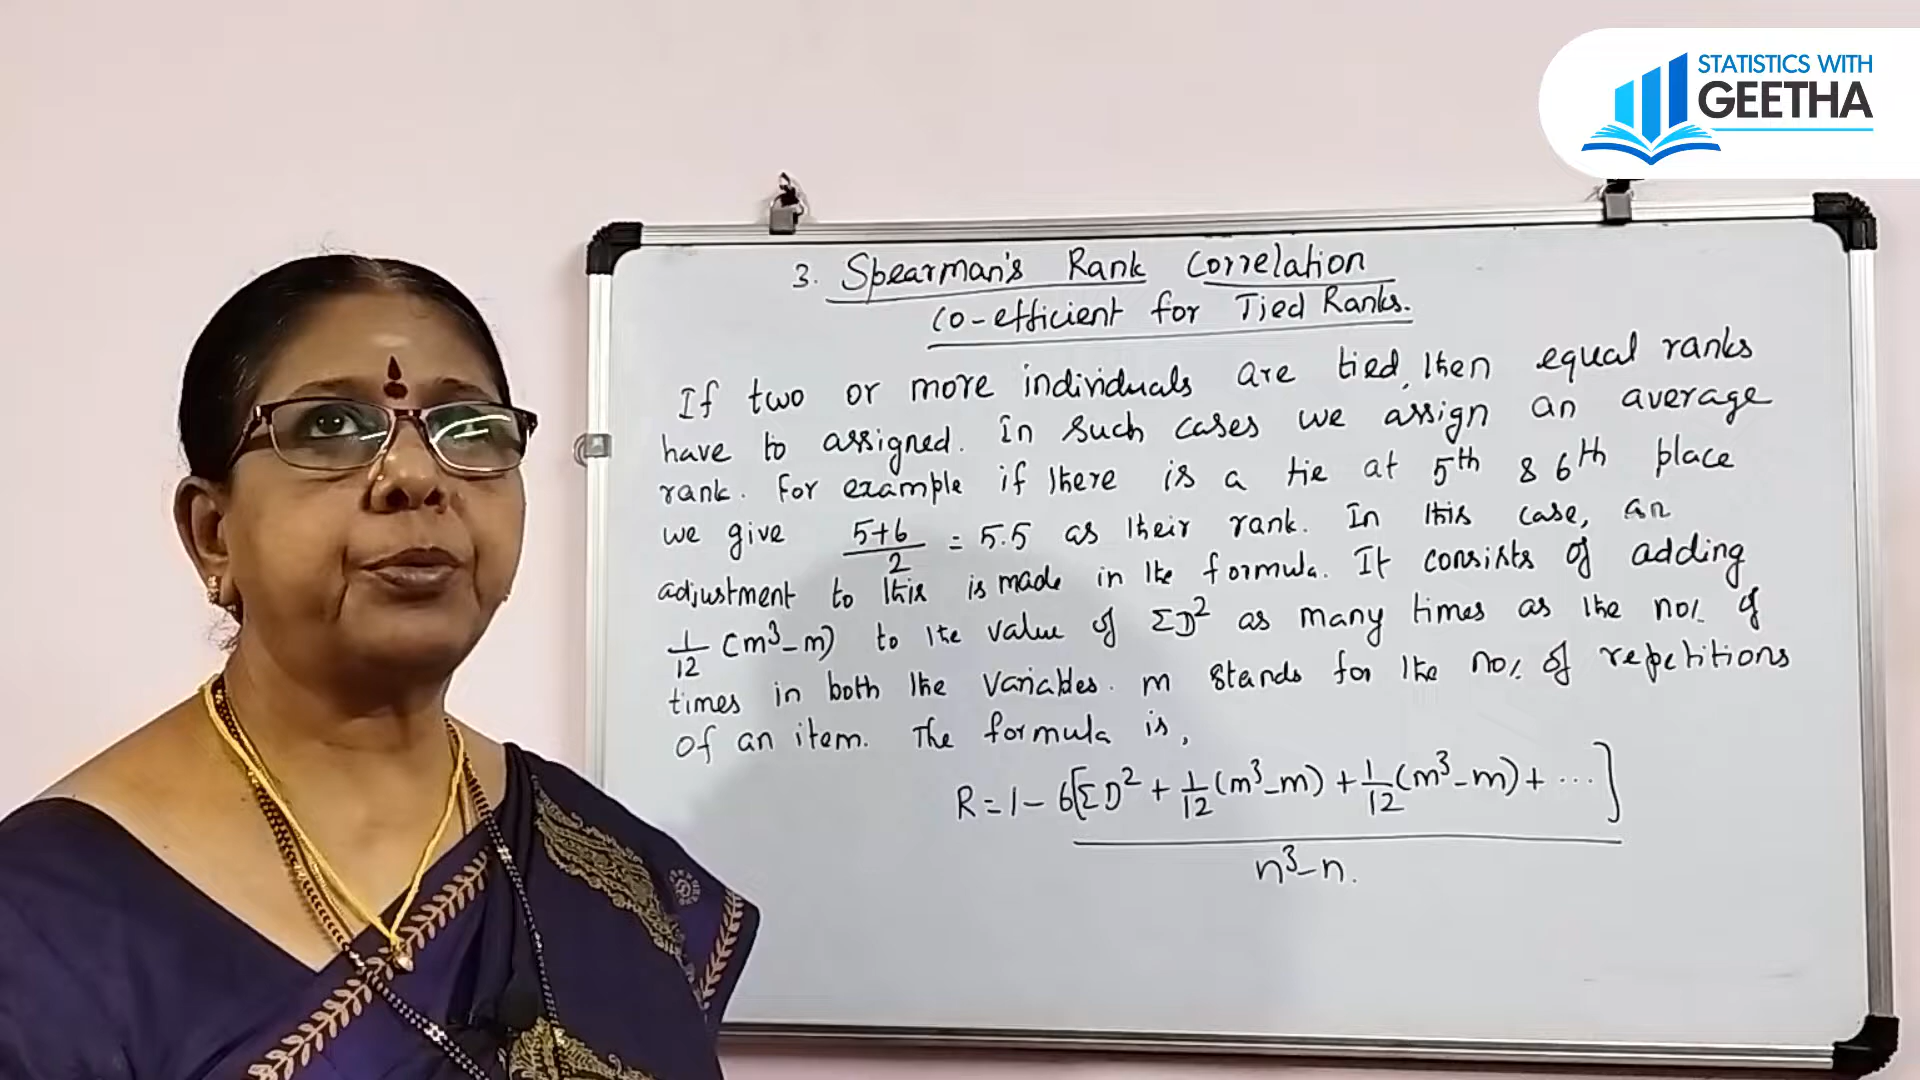 STATISTICS WITH
GEETHA
3. Spearman's Rank Correlation
Co-efficient for Tied Ranks.
If two or more individuals are tied, then equal ranks
have to assigned. In such cases we assign an average
rank. For example if there is a tie at 5th & 6th place
we give 5+6/2 = 5.5 as their rank. In this case, an
adjustment to this is made in the formula. It consists of adding
1/12 (m³-m) to the value of ΣD² as many times as the no/. of
times in both the variables. m stands for the no/. of repetitions
of an item. The formula is,
R = 1 - 6[ΣD² + 1/12(m³-m) + 1/12(m³-m) + ...]
n³-n.